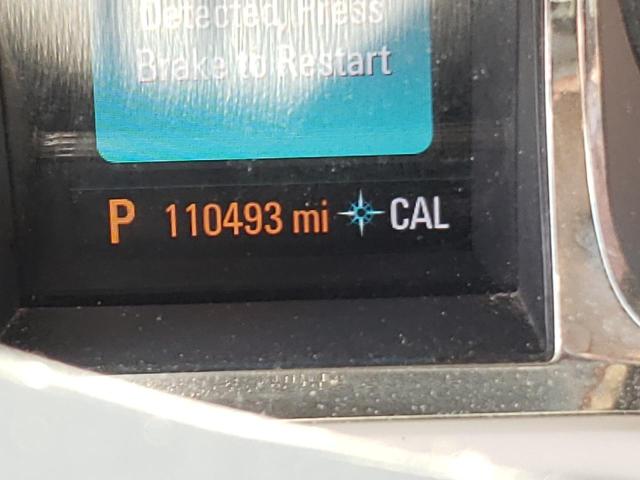 Detected, Press
Brake to Restart
P 110493 mi CAL